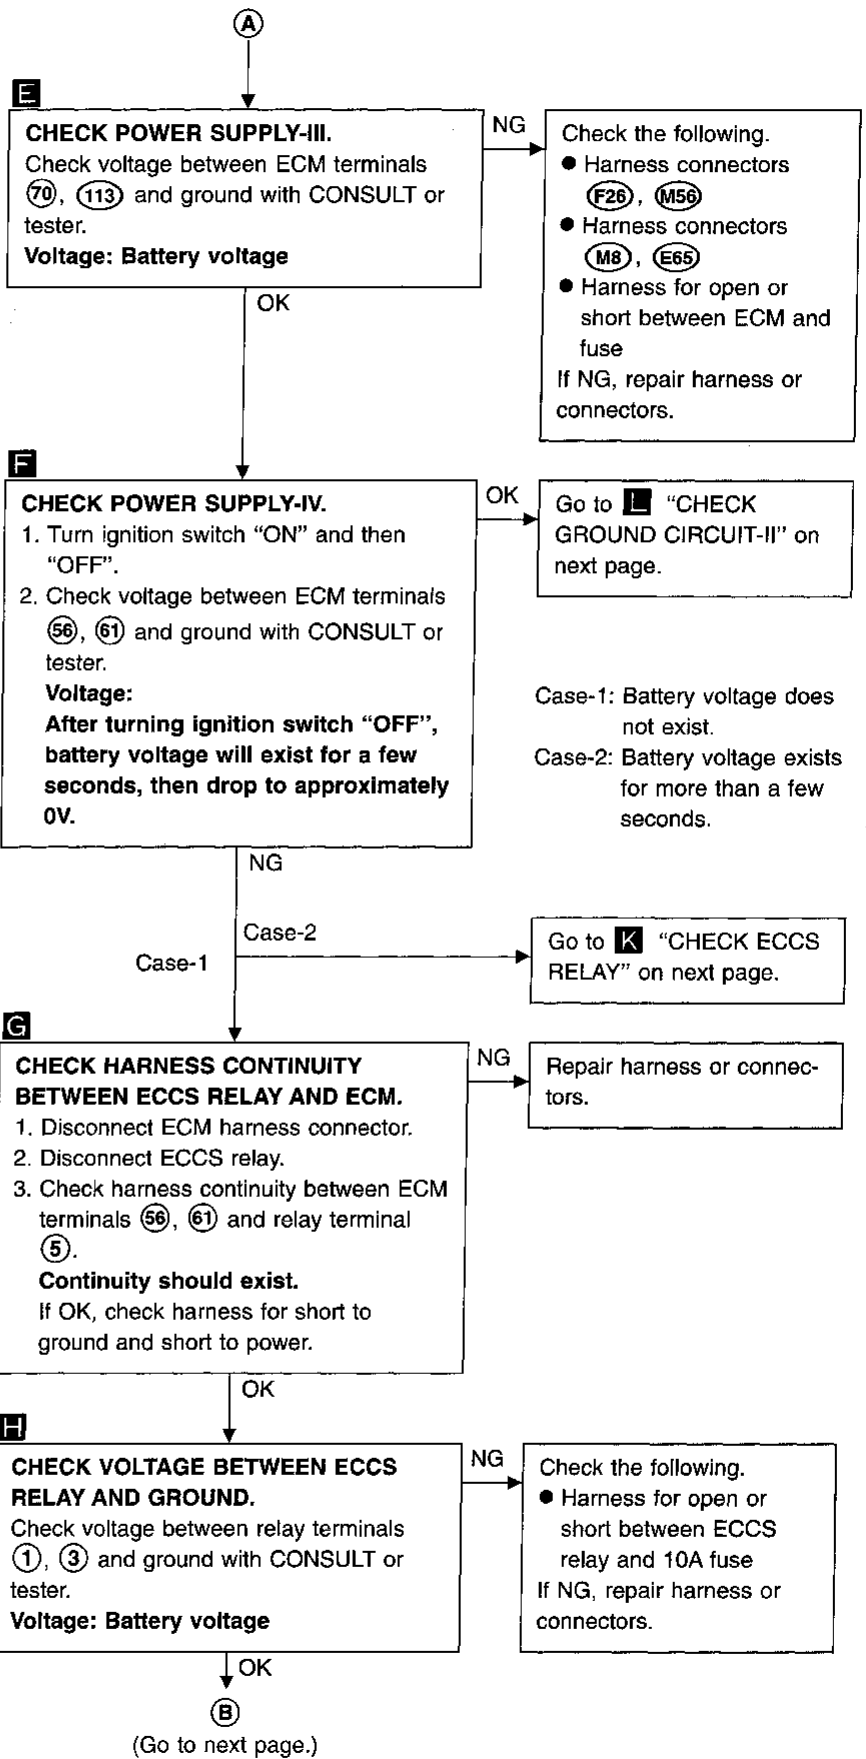 A
E
CHECK POWER SUPPLY-III.
Check voltage between ECM terminals
70, 113 and ground with CONSULT or
tester.
Voltage: Battery voltage
NG
Check the following.
● Harness connectors
F26, M56
● Harness connectors
M8, E65
● Harness for open or
short between ECM and
fuse
If NG, repair harness or
connectors.
OK
F
CHECK POWER SUPPLY-IV.
1. Turn ignition switch “ON” and then
“OFF”.
2. Check voltage between ECM terminals
56, 61 and ground with CONSULT or
tester.
Voltage:
After turning ignition switch “OFF”,
battery voltage will exist for a few
seconds, then drop to approximately
0V.
OK
Go to L “CHECK
GROUND CIRCUIT-II” on
next page.
Case-1: Battery voltage does
not exist.
Case-2: Battery voltage exists
for more than a few
seconds.
NG
Case-2
Case-1
Go to K “CHECK ECCS
RELAY” on next page.
G
CHECK HARNESS CONTINUITY
BETWEEN ECCS RELAY AND ECM.
1. Disconnect ECM harness connector.
2. Disconnect ECCS relay.
3. Check harness continuity between ECM
terminals 56, 61 and relay terminal
5.
Continuity should exist.
If OK, check harness for short to
ground and short to power.
NG
Repair harness or connec-
tors.
OK
H
CHECK VOLTAGE BETWEEN ECCS
RELAY AND GROUND.
Check voltage between relay terminals
1, 3 and ground with CONSULT or
tester.
Voltage: Battery voltage
NG
Check the following.
● Harness for open or
short between ECCS
relay and 10A fuse
If NG, repair harness or
connectors.
OK
B
(Go to next page.)